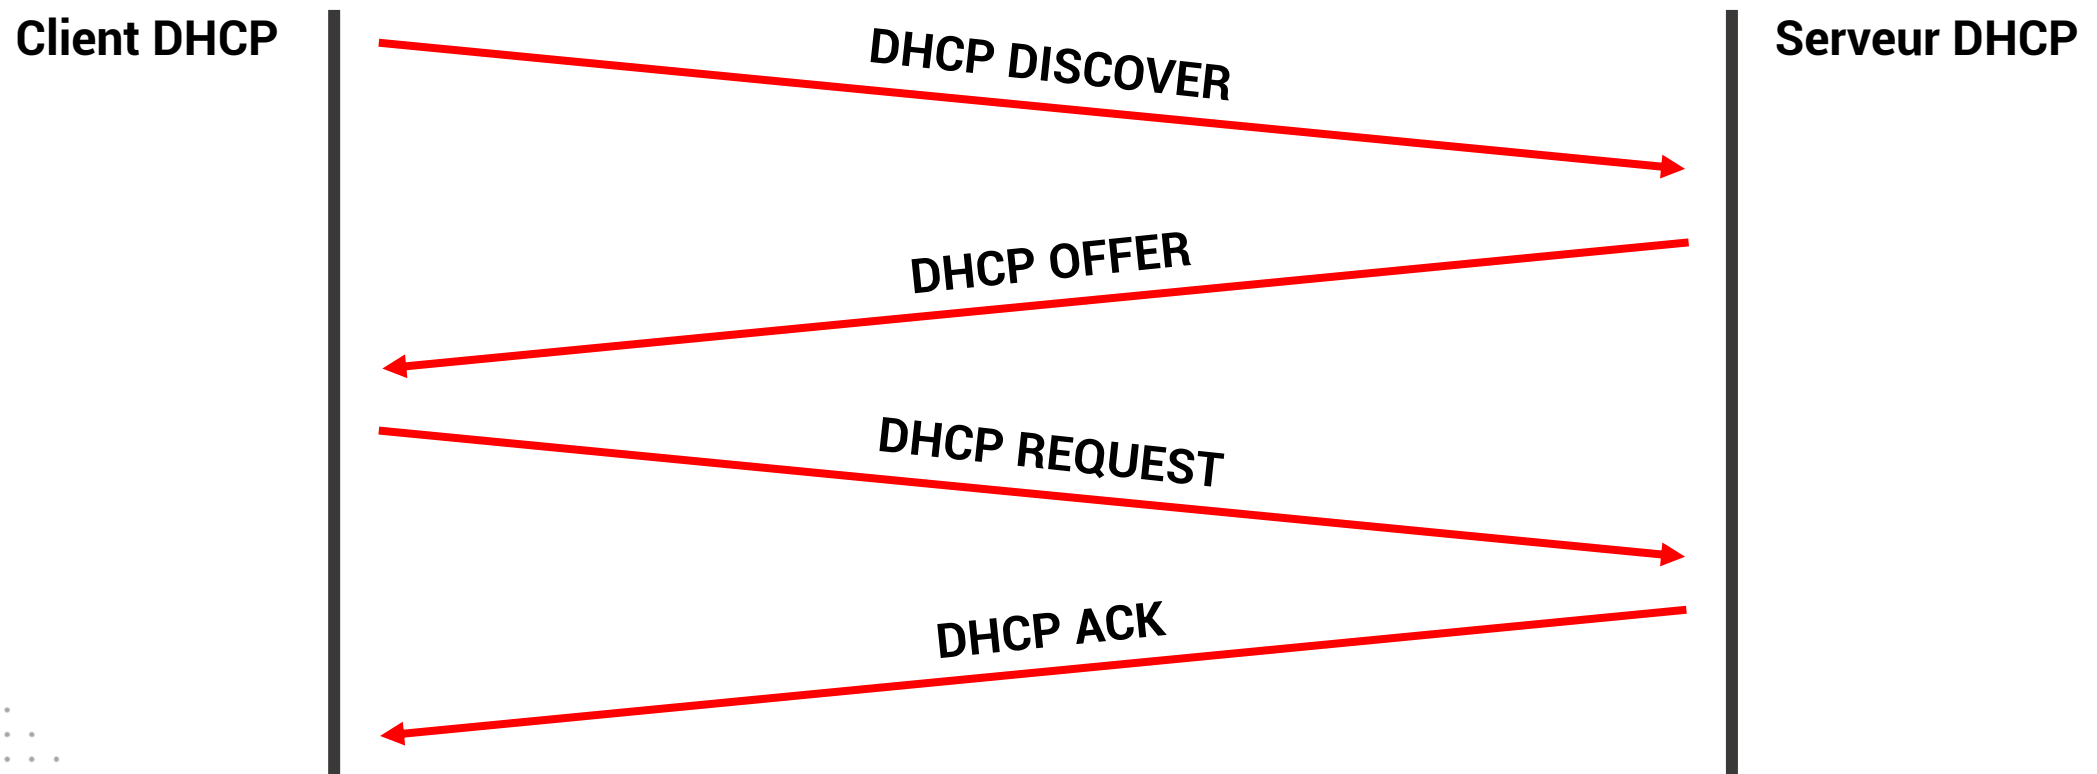 Client DHCP
Serveur DHCP
DHCP DISCOVER
DHCP OFFER
DHCP REQUEST
DHCP ACK